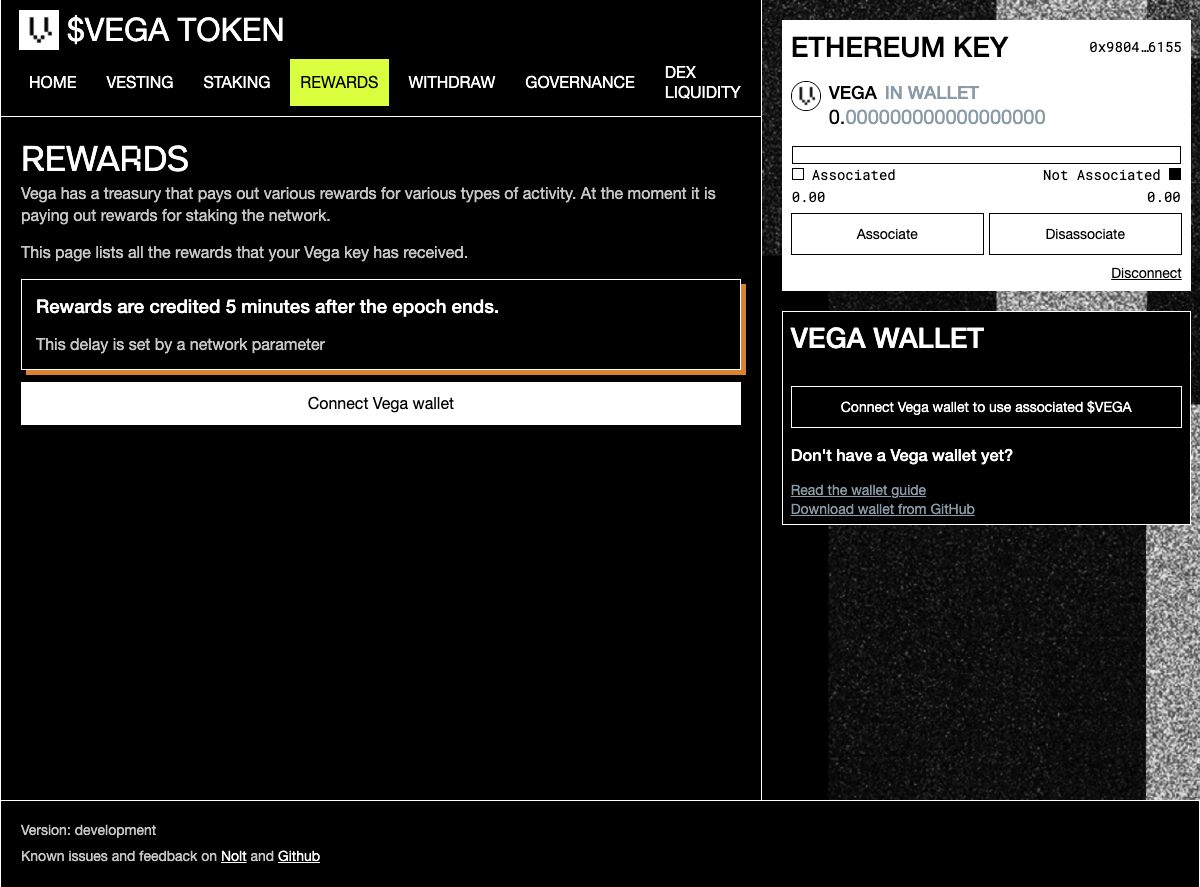 $VEGA TOKEN
HOME VESTING STAKING REWARDS WITHDRAW GOVERNANCE DEX LIQUIDITY
REWARDS
Vega has a treasury that pays out various rewards for various types of activity. At the moment it is
paying out rewards for staking the network.
This page lists all the rewards that your Vega key has received.
Rewards are credited 5 minutes after the epoch ends.
This delay is set by a network parameter
Connect Vega wallet
ETHEREUM KEY 0x9804…6155
VEGA IN WALLET
0.000000000000000000
Associated Not Associated
0.00 0.00
Associate Disassociate
Disconnect
VEGA WALLET
Connect Vega wallet to use associated $VEGA
Don't have a Vega wallet yet?
Read the wallet guide
Download wallet from GitHub
Version: development
Known issues and feedback on Nolt and Github